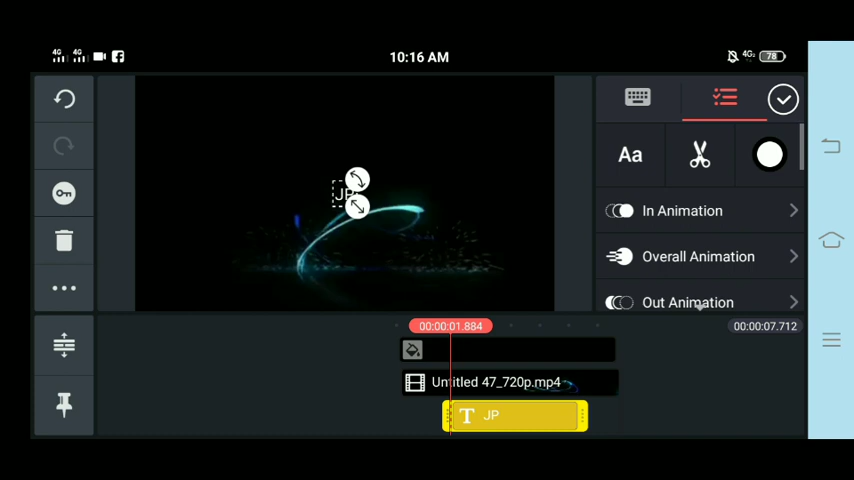 10:16 AM
4G
4G
4G
78
JP
Aa
In Animation
Overall Animation
Out Animation
00:00:01.884
00:00:07.712
Untitled 47_720p.mp4
T JP